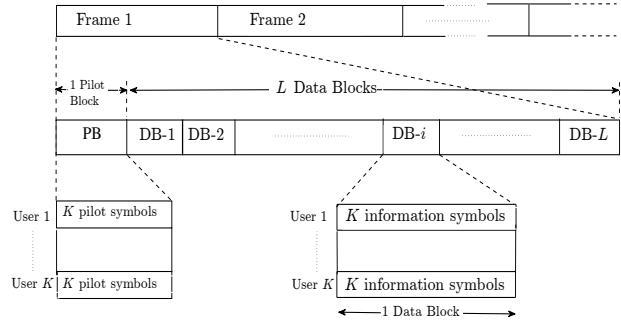 Frame 1 Frame 2
1 Pilot
Block
L Data Blocks
PB DB-1 DB-2 DB-i DB-L
User 1 K pilot symbols K pilot symbols User K
User 1 K information symbols K information symbols User K
1 Data Block